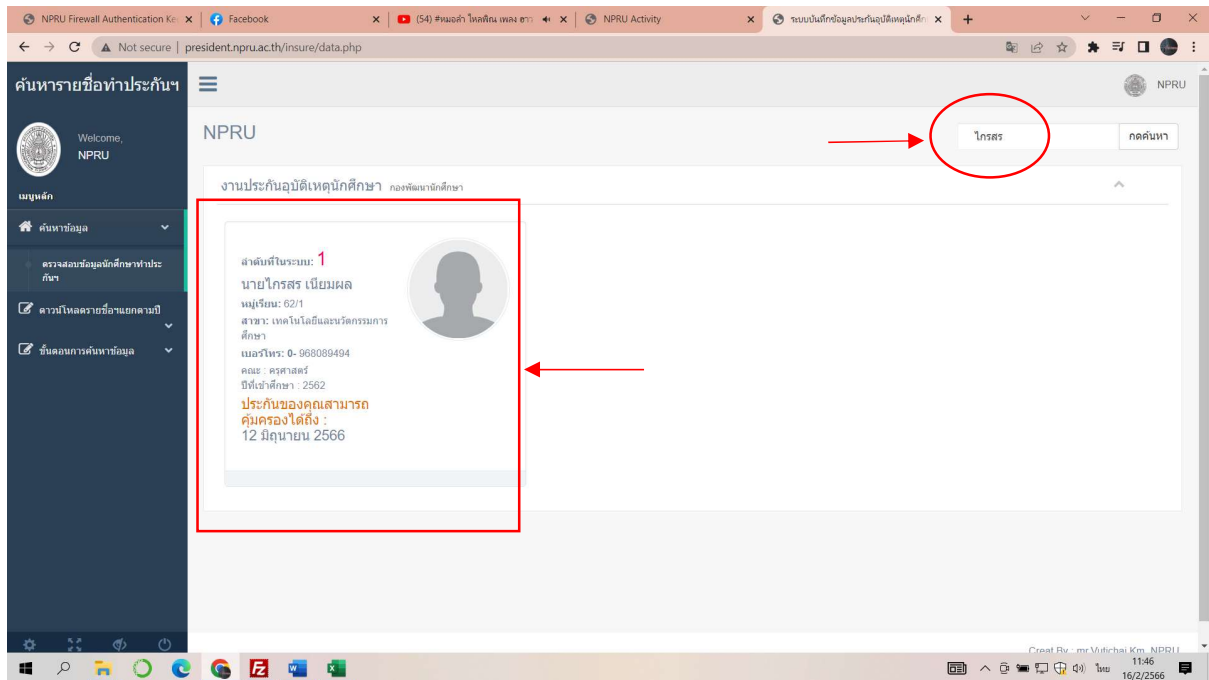 NPRU Firewall Authentication Ke
Facebook
(54) #หมอลำ ไหลพิณ เพลง ยาว
NPRU Activity
ระบบบันทึกข้อมูลประกันอุบัติเหตุนักศึก
Not secure
president.npru.ac.th/insure/data.php
ค้นหารายชื่อทำประกันฯ
NPRU
Welcome,
NPRU
NPRU
ไกรสร
กดค้นหา
เมนูหลัก
งานประกันอุบัติเหตุนักศึกษา กองพัฒนานักศึกษา
ค้นหาข้อมูล
ตรวจสอบข้อมูลนักศึกษาทำประ
กันฯ
ดาวน์โหลดรายชื่อฯแยกตามปี
ขั้นตอนการค้นหาข้อมูล
ลำดับที่ในระบบ: 1
นายไกรสร เนียมผล
หมู่เรียน: 62/1
สาขา: เทคโนโลยีและนวัตกรรมการ
ศึกษา
เบอร์โทร: 0- 968089494
คณะ : ครุศาสตร์
ปีที่เข้าศึกษา : 2562
ประกันของคุณสามารถ
คุ้มครองได้ถึง :
12 มิถุนายน 2566
Creat By : mr.Vutichai Km. NPRU
ไทย
11:46
16/2/2566